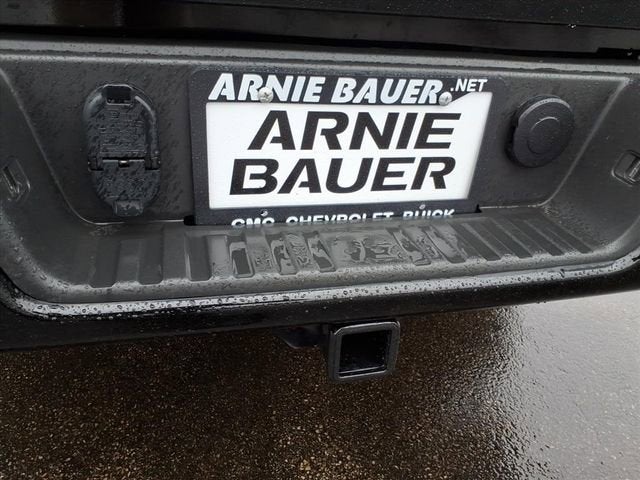 ARNIE BAUER.NET
ARNIE
BAUER
GMC CHEVROLET BUICK